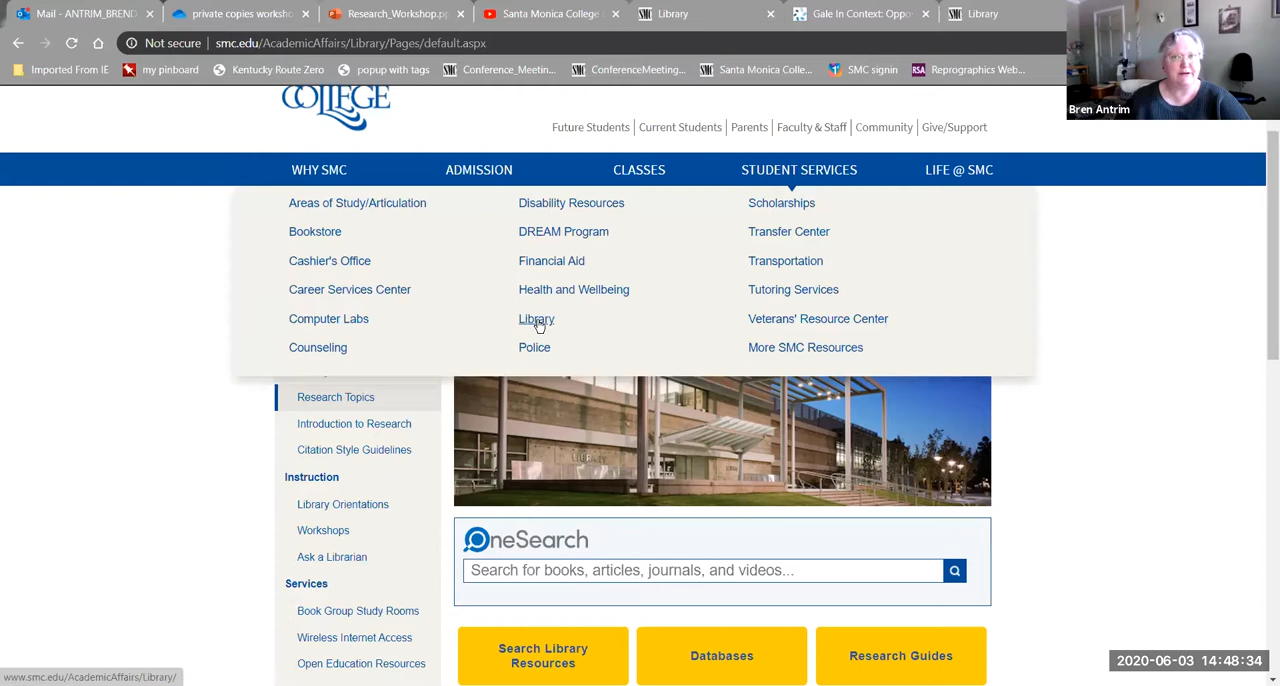 Mail - ANTRIM_BREND
private copies worksho
Research_Workshop.pp
Santa Monica College
Library
Gale In Context: Oppo
Library
Not secure | smc.edu/AcademicAffairs/Library/Pages/default.aspx
Imported From IE
my pinboard
Kentucky Route Zero
popup with tags
Conference_Meetin...
ConferenceMeeting...
Santa Monica Colle...
SMC signin
Reprographics Web...
Bren Antrim
COLLEGE
Future Students | Current Students | Parents | Faculty & Staff | Community | Give/Support
WHY SMC
ADMISSION
CLASSES
STUDENT SERVICES
LIFE @ SMC
Areas of Study/Articulation
Bookstore
Cashier's Office
Career Services Center
Computer Labs
Counseling
Disability Resources
DREAM Program
Financial Aid
Health and Wellbeing
Library
Police
Scholarships
Transfer Center
Transportation
Tutoring Services
Veterans' Resource Center
More SMC Resources
Research Topics
Introduction to Research
Citation Style Guidelines
Instruction
Library Orientations
Workshops
Ask a Librarian
Services
Book Group Study Rooms
Wireless Internet Access
Open Education Resources
LIBRARY
OneSearch
Search for books, articles, journals, and videos...
Search Library
Resources
Databases
Research Guides
www.smc.edu/AcademicAffairs/Library/
2020-06-03 14:48:34